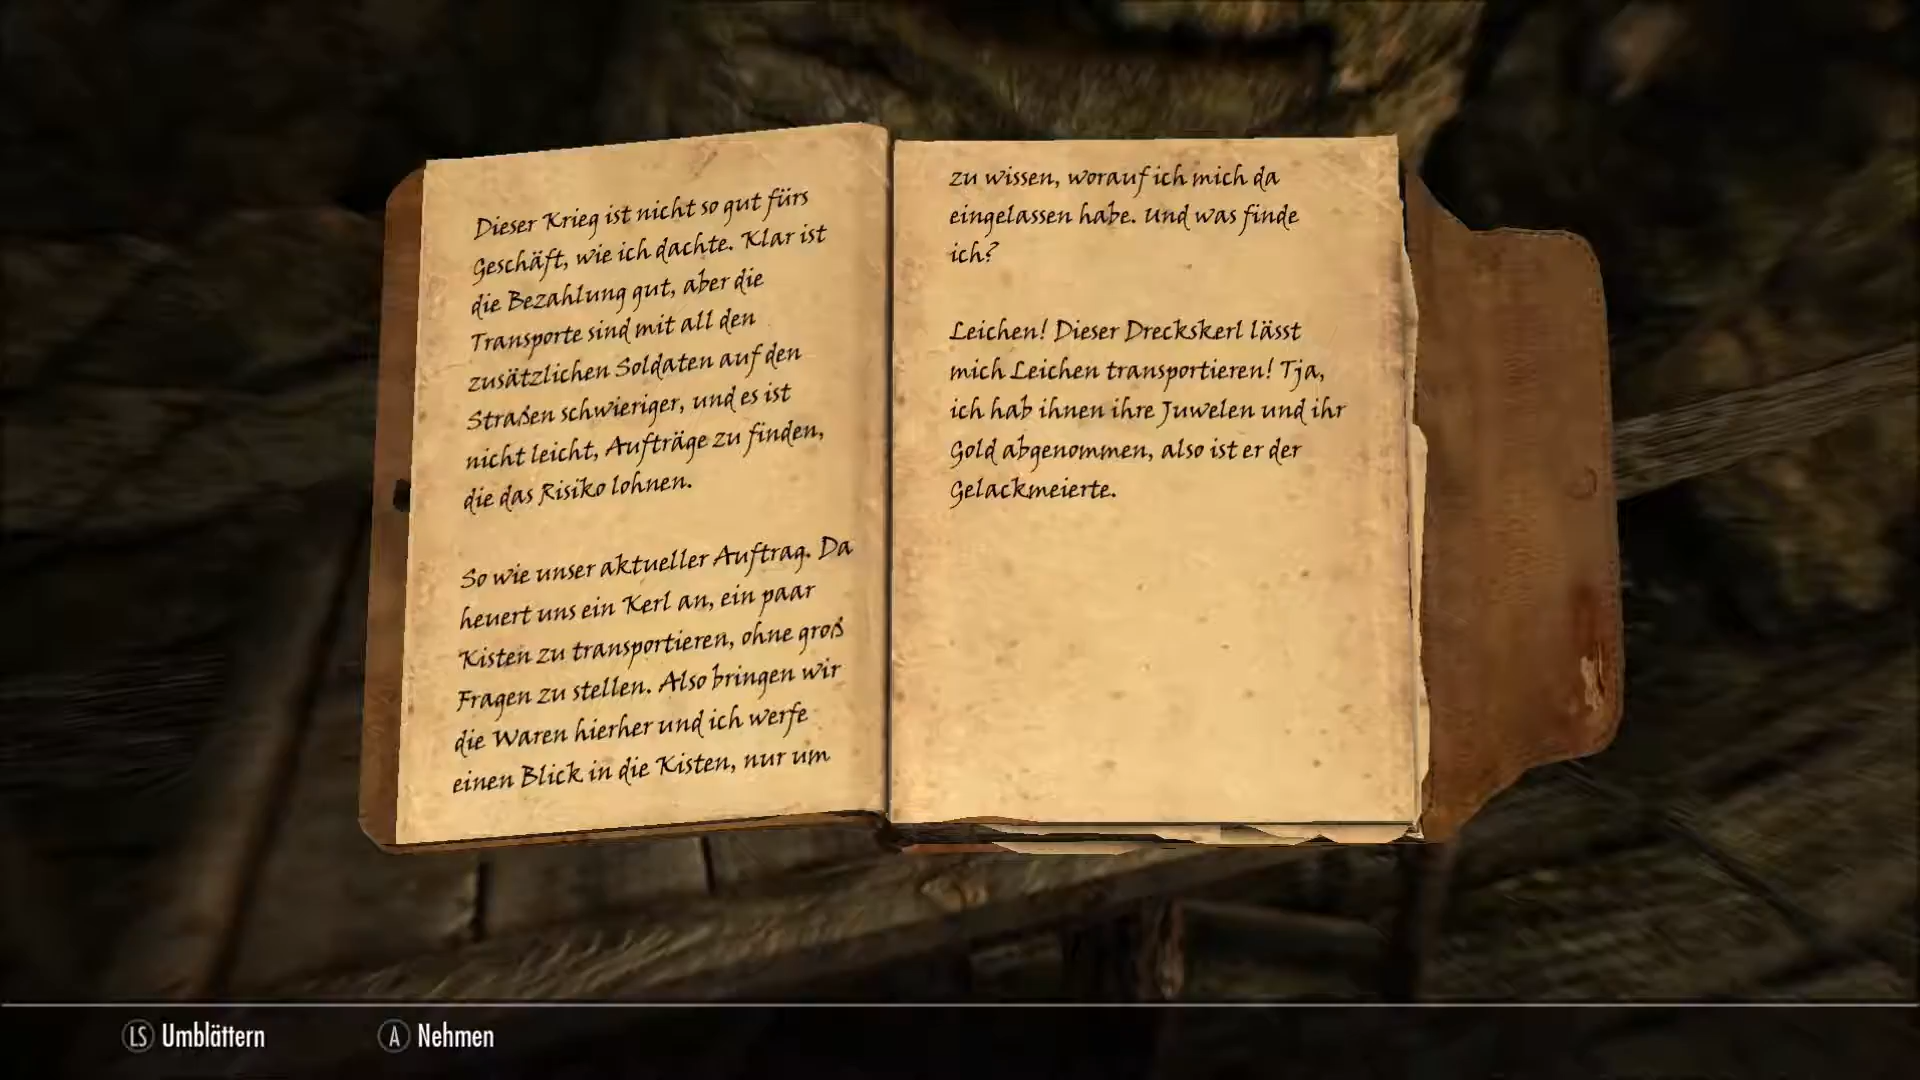 Dieser Krieg ist nicht so gut fürs
Geschäft, wie ich dachte. Klar ist
die Bezahlung gut, aber die
Transporte sind mit all den
zusätzlichen Soldaten auf den
Straßen schwieriger, und es ist
nicht leicht, Aufträge zu finden,
die das Risiko lohnen.
So wie unser aktueller Auftrag. Da
heuert uns ein Kerl an, ein paar
Kisten zu transportieren, ohne groß
Fragen zu stellen. Also bringen wir
die Waren hierher und ich werfe
einen Blick in die Kisten, nur um
zu wissen, worauf ich mich da
eingelassen habe. Und was finde
ich?
Leichen! Dieser Dreckskerl lässt
mich Leichen transportieren! Tja,
ich hab ihnen ihre Juwelen und ihr
Gold abgenommen, also ist er der
Gelackmeierte.
LS Umblättern
A Nehmen